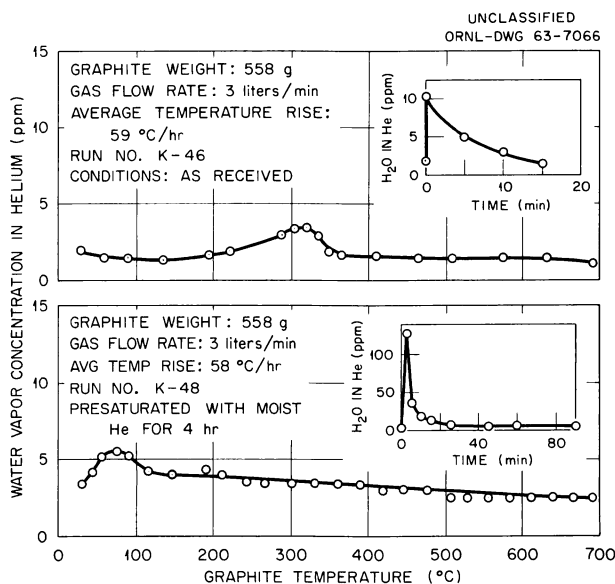 UNCLASSIFIED
ORNL-DWG 63-7066
WATER VAPOR CONCENTRATION IN HELIUM (ppm)
15
10
5
0
GRAPHITE WEIGHT: 558 g
GAS FLOW RATE: 3 liters/min
AVERAGE TEMPERATURE RISE:
59 °C/hr
RUN NO. K-46
CONDITIONS: AS RECEIVED
H2O IN He (ppm)
10
5
0
0 10 20
TIME (min)
15
10
5
0
GRAPHITE WEIGHT: 558 g
GAS FLOW RATE: 3 liters/min
AVG TEMP RISE: 58 °C/hr
RUN NO. K-48
PRESATURATED WITH MOIST
He FOR 4 hr
H2O IN He (ppm)
100
50
0
0 40 80
TIME (min)
0 100 200 300 400 500 600 700
GRAPHITE TEMPERATURE (°C)